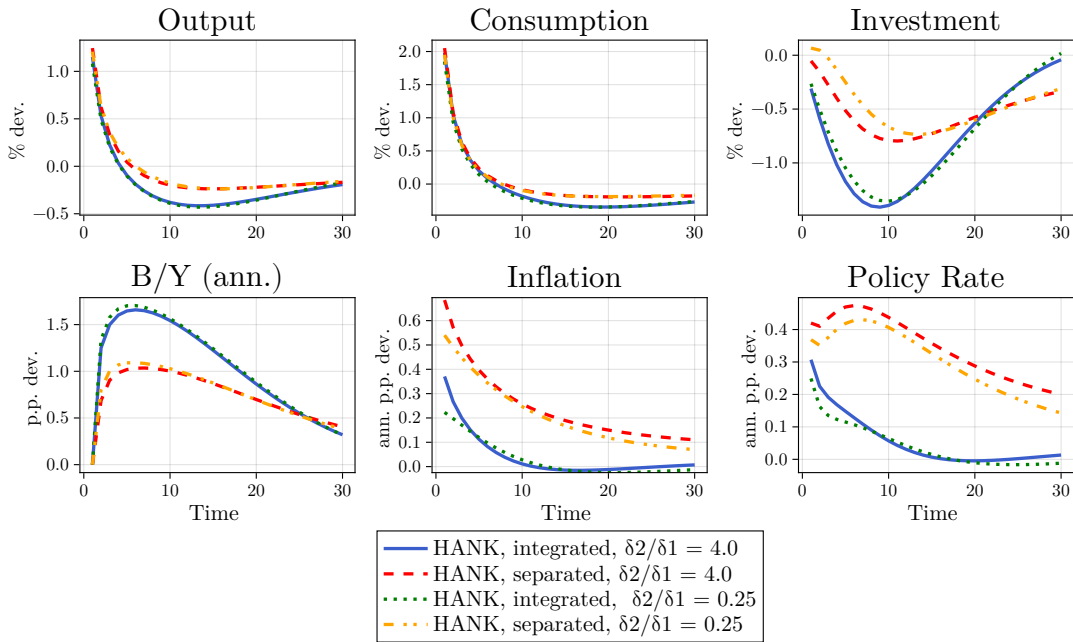 Output
Consumption
Investment
% dev.
1.0
0.5
0.0
−0.5
0
10
20
30
% dev.
2.0
1.5
1.0
0.5
0.0
0
10
20
30
% dev.
0.0
−0.5
−1.0
0
10
20
30
B/Y (ann.)
Inflation
Policy Rate
p.p. dev.
1.5
1.0
0.5
0.0
0
10
20
30
Time
ann. p.p. dev.
0.6
0.5
0.4
0.3
0.2
0.1
0.0
0
10
20
30
Time
ann. p.p. dev.
0.4
0.3
0.2
0.1
0.0
0
10
20
30
Time
HANK, integrated, δ2/δ1 = 4.0
HANK, separated, δ2/δ1 = 4.0
HANK, integrated, δ2/δ1 = 0.25
HANK, separated, δ2/δ1 = 0.25